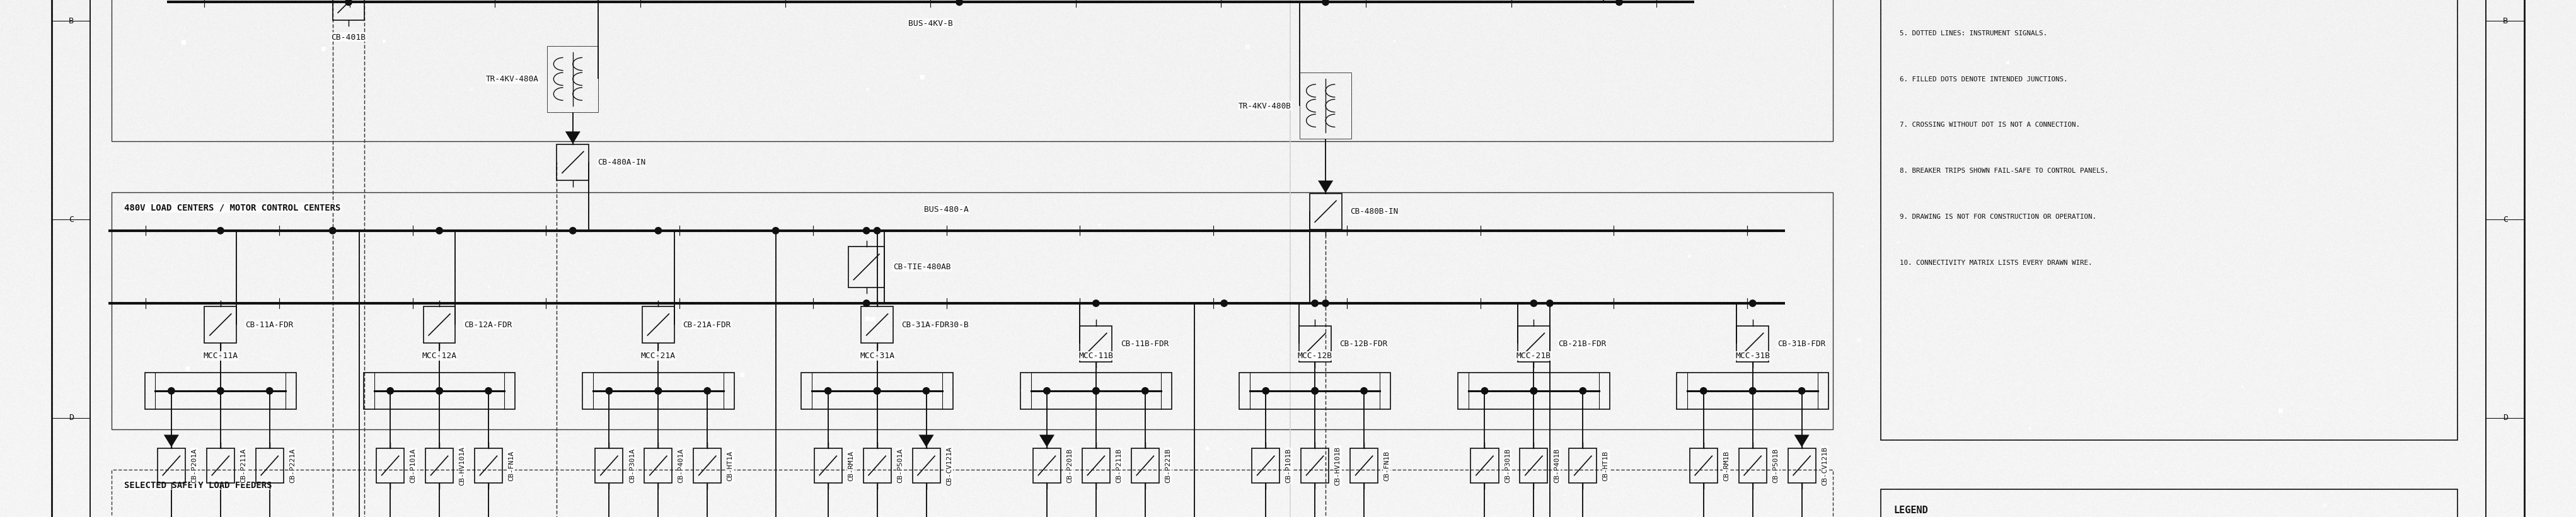 B
B
BUS-4KV-B
5. DOTTED LINES: INSTRUMENT SIGNALS.
CB-401B
TR-4KV-480A
6. FILLED DOTS DENOTE INTENDED JUNCTIONS.
TR-4KV-480B
7. CROSSING WITHOUT DOT IS NOT A CONNECTION.
CB-480A-IN
8. BREAKER TRIPS SHOWN FAIL-SAFE TO CONTROL PANELS.
480V LOAD CENTERS / MOTOR CONTROL CENTERS
BUS-480-A
CB-480B-IN
9. DRAWING IS NOT FOR CONSTRUCTION OR OPERATION.
C
C
CB-TIE-480AB
10. CONNECTIVITY MATRIX LISTS EVERY DRAWN WIRE.
CB-11A-FDR
CB-12A-FDR
CB-21A-FDR
CB-31A-FDR30-B
CB-11B-FDR
CB-12B-FDR
CB-21B-FDR
CB-31B-FDR
MCC-11A
MCC-12A
MCC-21A
MCC-31A
MCC-11B
MCC-12B
MCC-21B
MCC-31B
D
D
CB-P201A
CB-P211A
CB-P221A
CB-P101A
CB-HV101A
CB-FN1A
CB-P301A
CB-P401A
CB-HT1A
CB-RM1A
CB-P501A
CB-CV121A
CB-P201B
CB-P211B
CB-P221B
CB-P101B
CB-HV101B
CB-FN1B
CB-P301B
CB-P401B
CB-HT1B
CB-RM1B
CB-P501B
CB-CV121B
SELECTED SAFETY LOAD FEEDERS
LEGEND